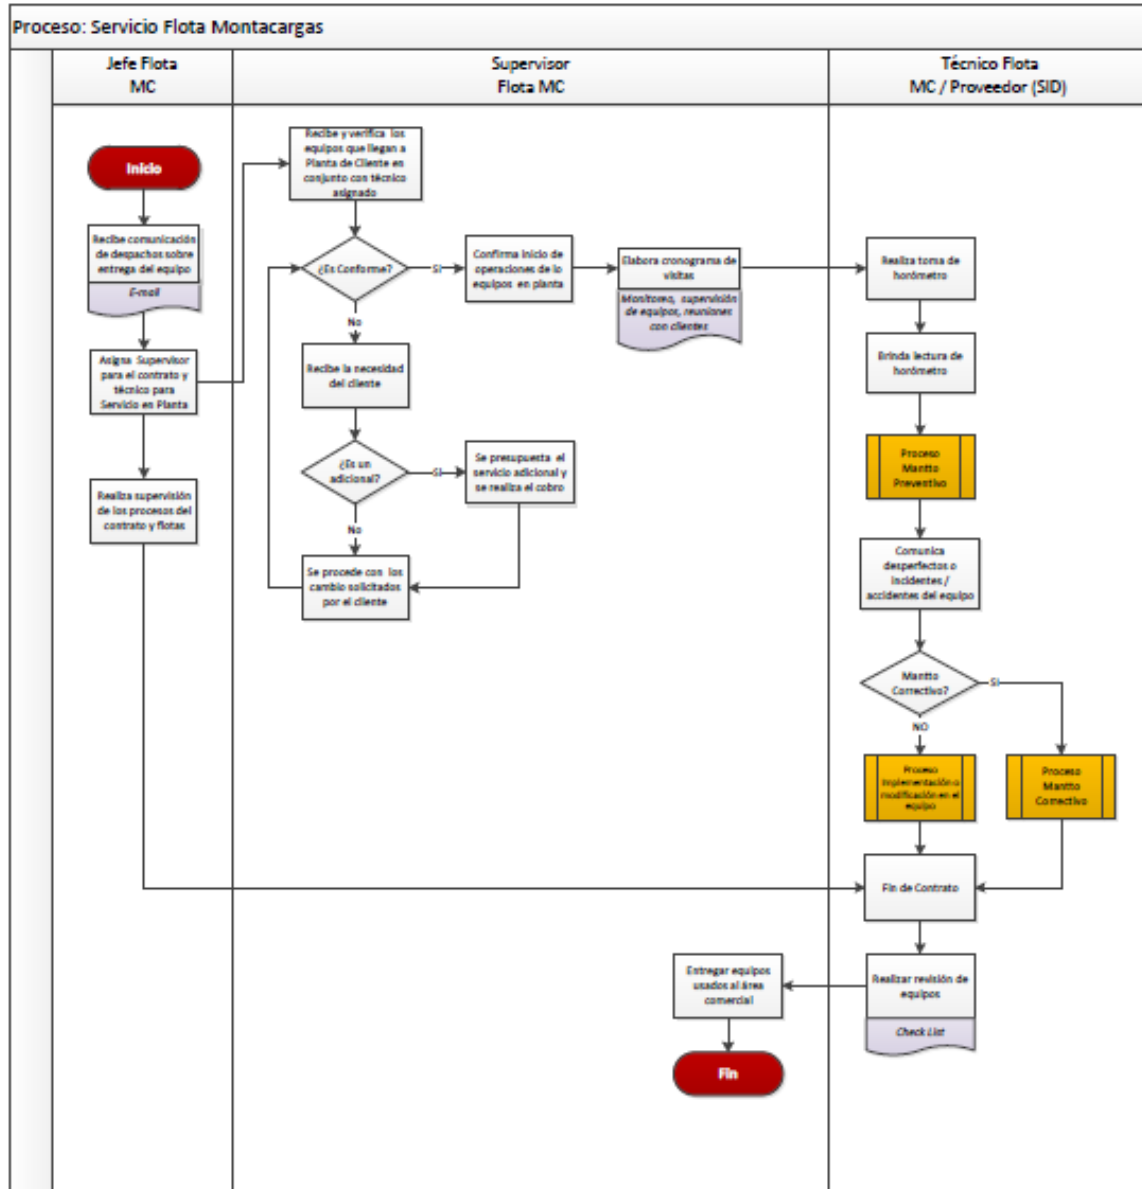 Proceso: Servicio Flota Montacargas
Jefe Flota
MC
Supervisor
Flota MC
Técnico Flota
MC / Proveedor (SID)
Inicio
Recibe comunicación
de despachos sobre
entrega del equipo
E-mail
Asigna Supervisor
para el contrato y
técnico para
Servicio en Planta
Realiza supervisión
de los procesos del
contrato y flotas
Recibe y verifica los
equipos que llegan a
Planta de Cliente en
conjunto con técnico
asignado
¿Es Conforme?
SI
No
Confirma inicio de
operaciones de lo
equipos en planta
Elabora cronograma de
visitas
Monitoreo, supervisión
de equipos, reuniones
con clientes
Recibe la necesidad
del cliente
¿Es un
adicional?
SI
No
Se presupuesta el
servicio adicional y
se realiza el cobro
Se procede con los
cambio solicitados
por el cliente
Realiza toma de
horómetro
Brinda lectura de
horómetro
Proceso
Mantto
Preventivo
Comunica
desperfectos o
incidentes /
accidentes del equipo
Mantto
Correctivo?
SI
NO
Proceso
Implementación o
modificación en el
equipo
Proceso
Mantto
Correctivo
Fin de Contrato
Realizar revisión de
equipos
Check List
Entregar equipos
usados al área
comercial
Fin